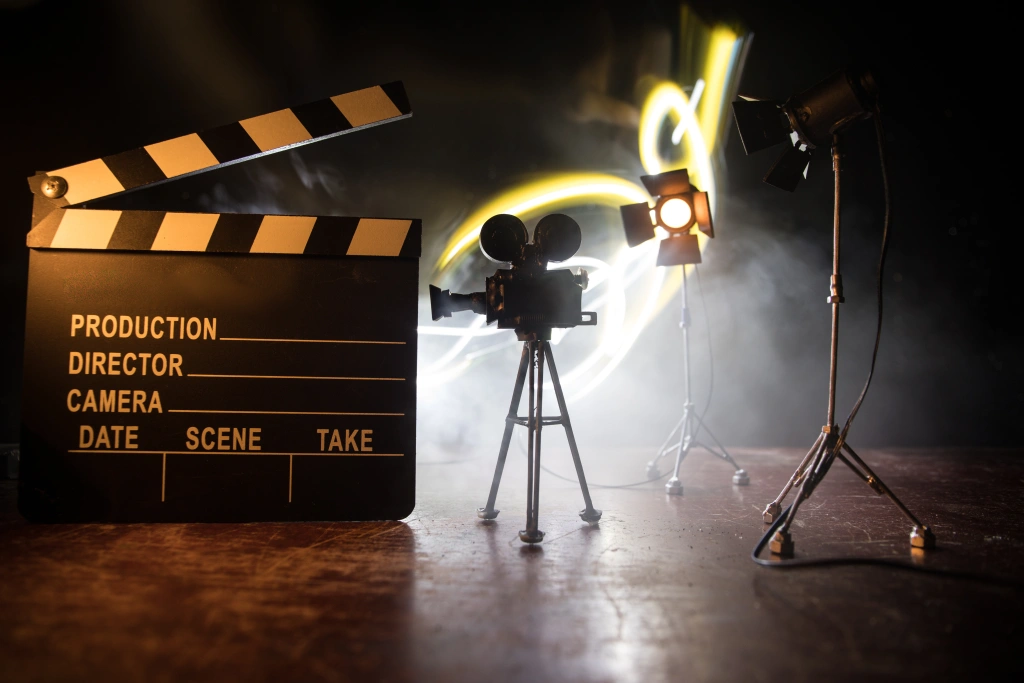 PRODUCTION
DIRECTOR
CAMERA
DATE SCENE TAKE